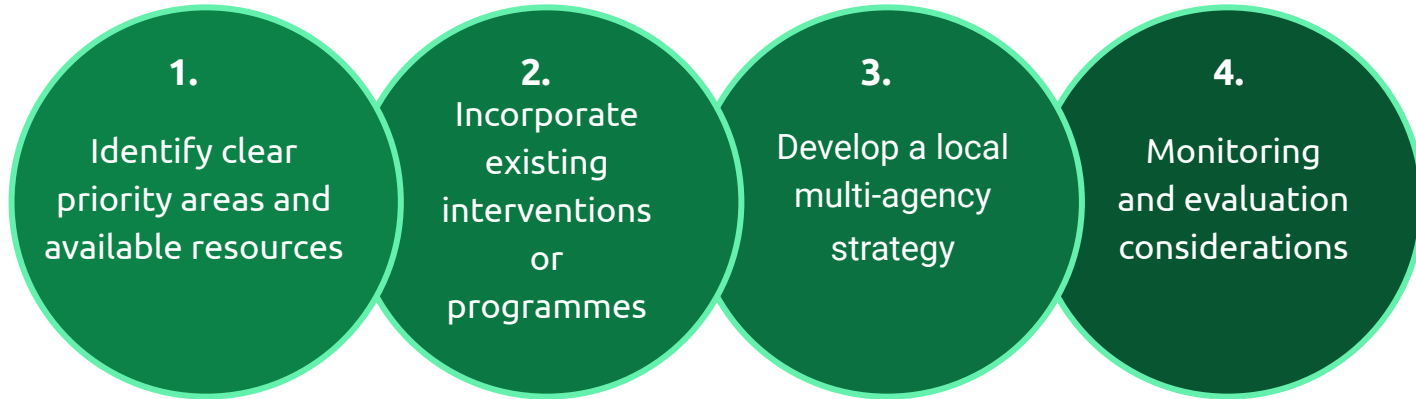 1.
Identify clear
priority areas and
available resources
2.
Incorporate
existing
interventions
or
programmes
3.
Develop a local
multi-agency
strategy
4.
Monitoring
and evaluation
considerations